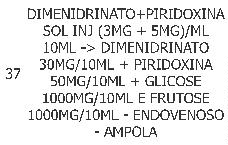 DIMENIDRINATO+PIRIDOXINA
SOL INJ (3MG + 5MG)/ML
10ML -> DIMENIDRINATO
30MG/10ML + PIRIDOXINA
37
50MG/10ML + GLICOSE
1000MG/10ML E FRUTOSE
1000MG/10ML - ENDOVENOSO
- AMPOLA